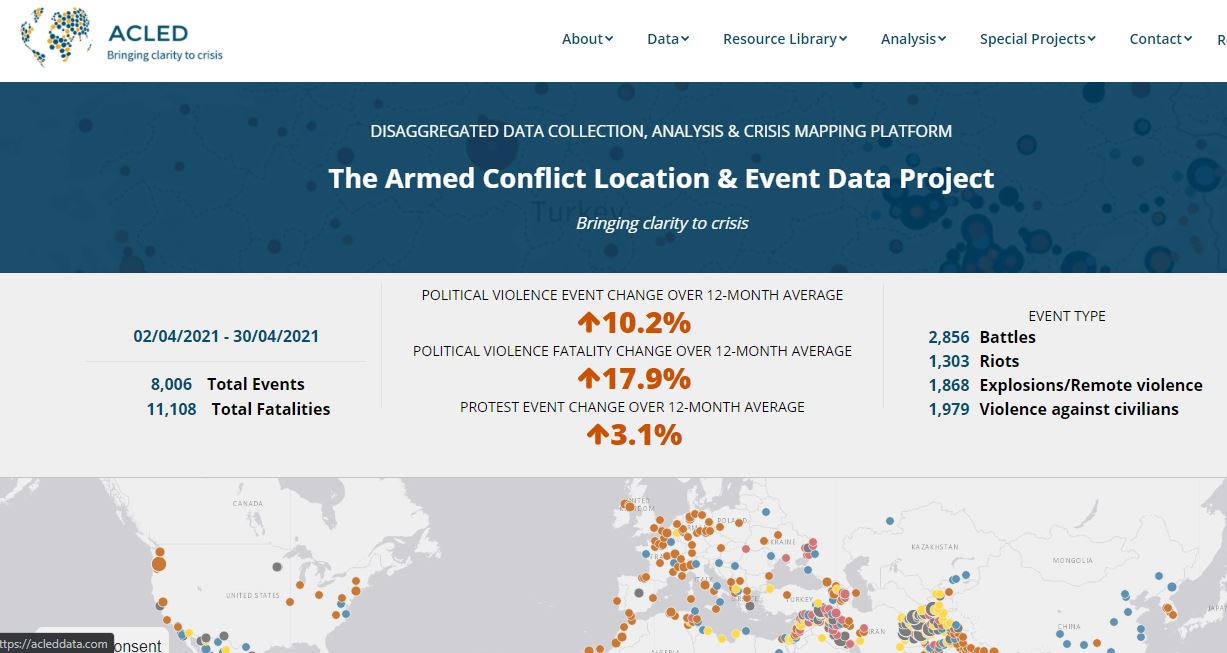 ACLED
Bringing clarity to crisis
About Data Resource Library Analysis Special Projects Contact R
DISAGGREGATED DATA COLLECTION, ANALYSIS & CRISIS MAPPING PLATFORM
The Armed Conflict Location & Event Data Project
Turkey
Bringing clarity to crisis
02/04/2021 - 30/04/2021
8,006 Total Events
11,108 Total Fatalities
POLITICAL VIOLENCE EVENT CHANGE OVER 12-MONTH AVERAGE
10.2%
POLITICAL VIOLENCE FATALITY CHANGE OVER 12-MONTH AVERAGE
17.9%
PROTEST EVENT CHANGE OVER 12-MONTH AVERAGE
3.1%
EVENT TYPE
2,856 Battles
1,303 Riots
1,868 Explosions/Remote violence
1,979 Violence against civilians
CANADA
UNITED STATES
POLAND
UKRAINE
TURKEY
KAZAKHSTAN
MONGOLIA
CHINA
ALGERIA
ttps://acleddata.com
onsent